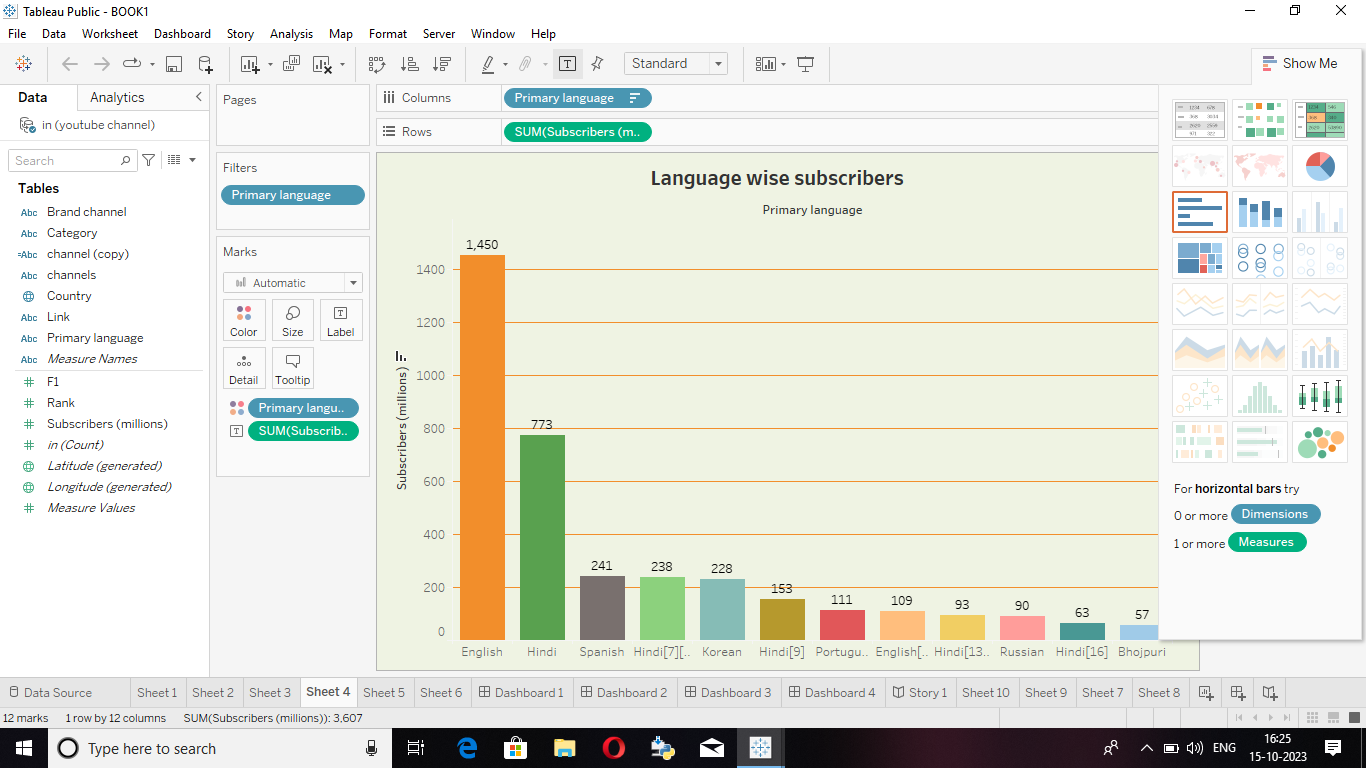 Tableau Public - BOOK1
File Data Worksheet Dashboard Story Analysis Map Format Server Window Help
Standard
Show Me
Data Analytics
in (youtube channel)
Search
Tables
Abc Brand channel
Abc Category
=Abc channel (copy)
Abc channels
Country
Abc Link
Abc Primary language
Abc Measure Names
# F1
# Rank
# Subscribers (millions)
# in (Count)
Latitude (generated)
Longitude (generated)
# Measure Values
Pages
Filters
Primary language
Marks
Automatic
Color Size Label
Detail Tooltip
Primary langu..
SUM(Subscrib..
Columns Primary language
Rows SUM(Subscribers (m..
Language wise subscribers
Primary language
Subscribers (millions)
1400
1200
1000
800
600
400
200
0
1,450 773 241 238 228 153 111 109 93 90 63 57
English Hindi Spanish Hindi[7][.. Korean Hindi[9] Portugu.. English[.. Hindi[13.. Russian Hindi[16] Bhojpuri
For horizontal bars try
0 or more Dimensions
1 or more Measures
Data Source Sheet 1 Sheet 2 Sheet 3 Sheet 4 Sheet 5 Sheet 6 Dashboard 1 Dashboard 2 Dashboard 3 Dashboard 4 Story 1 Sheet 10 Sheet 9 Sheet 7 Sheet 8
12 marks 1 row by 12 columns SUM(Subscribers (millions)): 3,607
Type here to search
ENG
16:25
15-10-2023